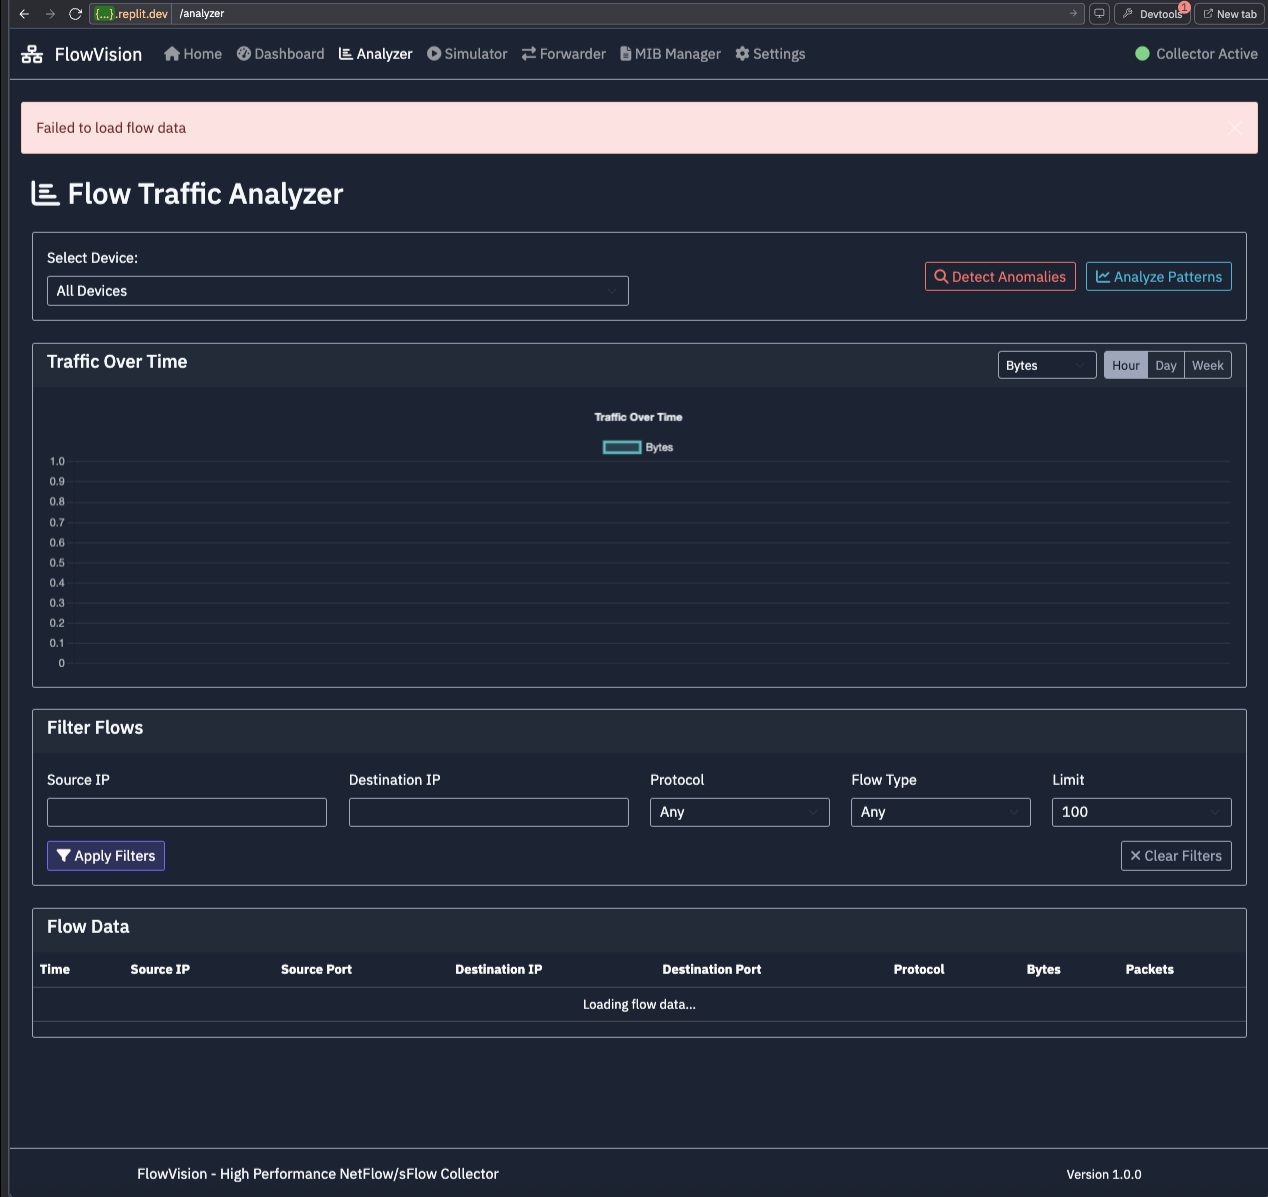 {...}.replit.dev /analyzer Devtools 1 New tab
FlowVision Home Dashboard Analyzer Simulator Forwarder MIB Manager Settings Collector Active
Failed to load flow data
Flow Traffic Analyzer
Select Device:
All Devices
Detect Anomalies Analyze Patterns
Traffic Over Time
Bytes Hour Day Week
Traffic Over Time
Bytes
1.0
0.9
0.8
0.7
0.6
0.5
0.4
0.3
0.2
0.1
0
Filter Flows
Source IP Destination IP Protocol Flow Type Limit
Any Any 100
Apply Filters Clear Filters
Flow Data
Time Source IP Source Port Destination IP Destination Port Protocol Bytes Packets
Loading flow data...
FlowVision - High Performance NetFlow/sFlow Collector Version 1.0.0